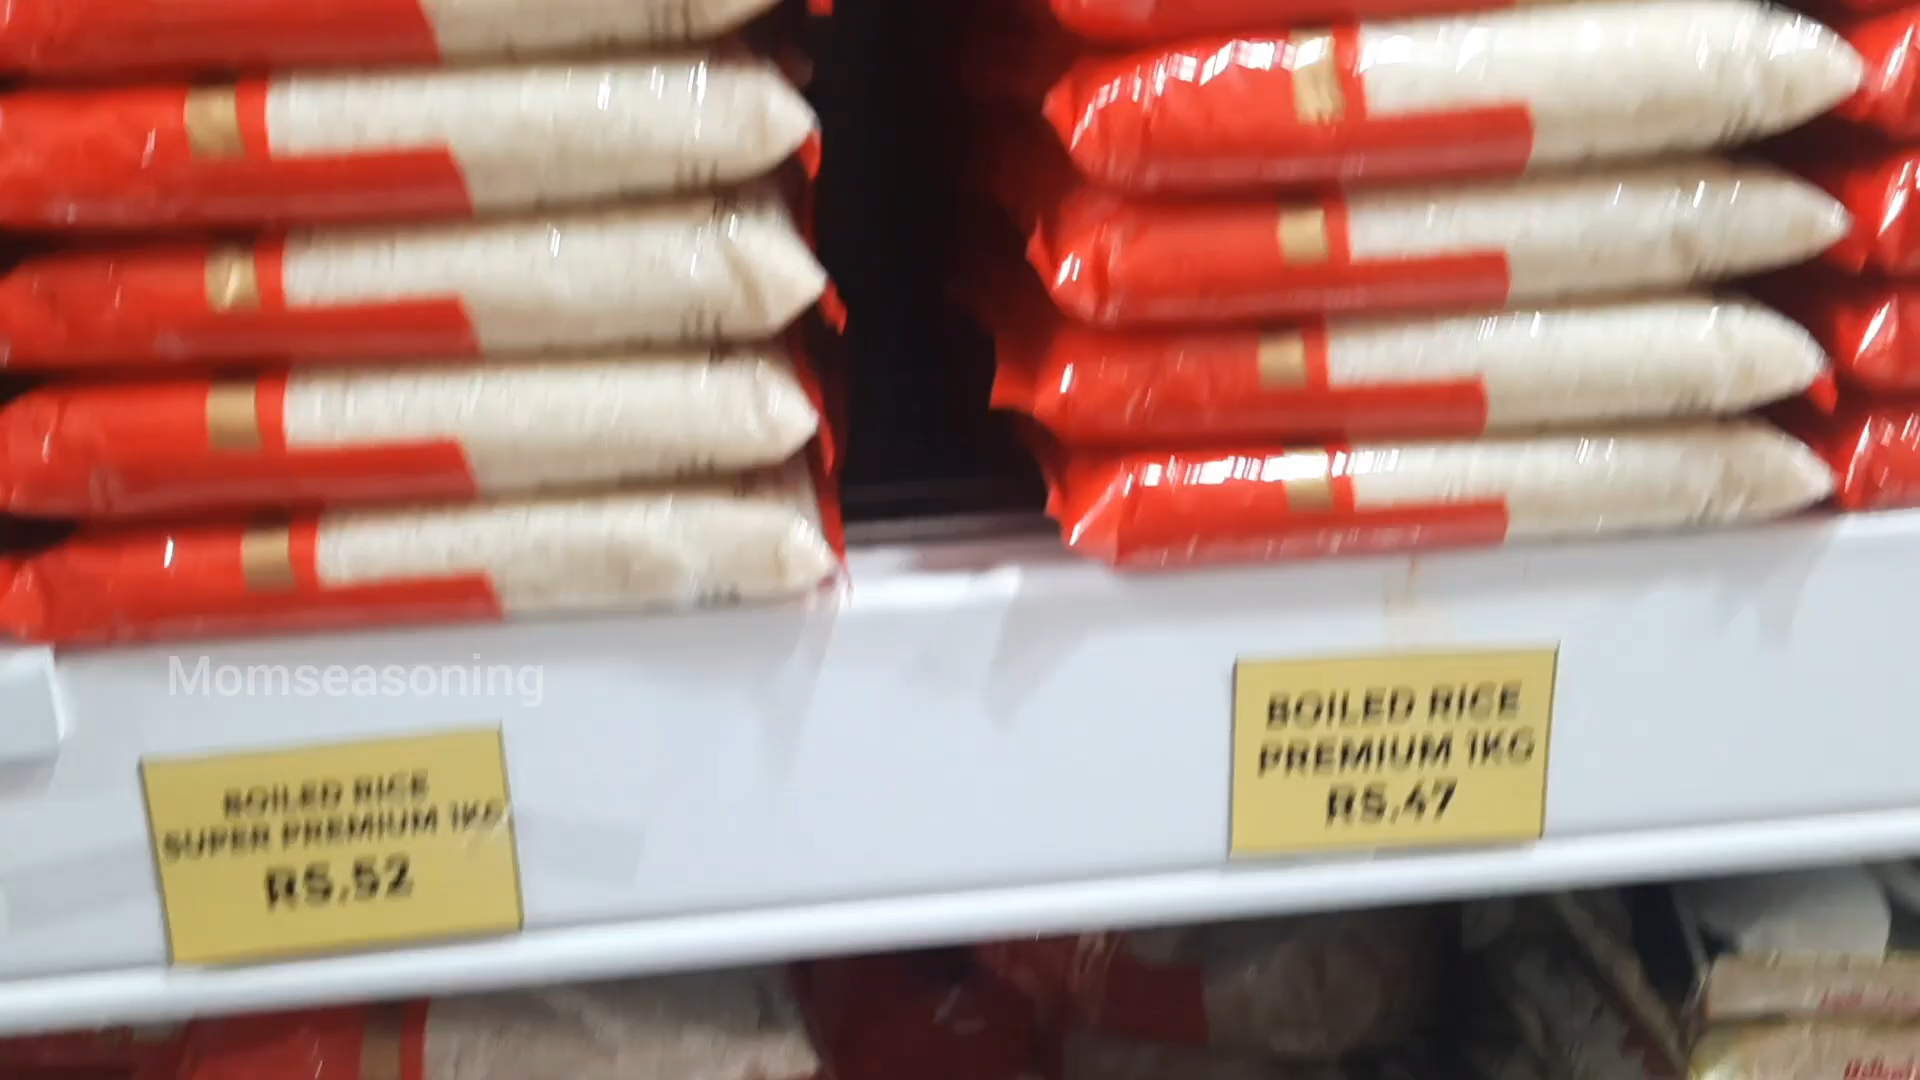 Momseasoning
BOILED RICE
SUPER PREMIUM 1KG
RS.52
BOILED RICE
PREMIUM 1KG
RS.47